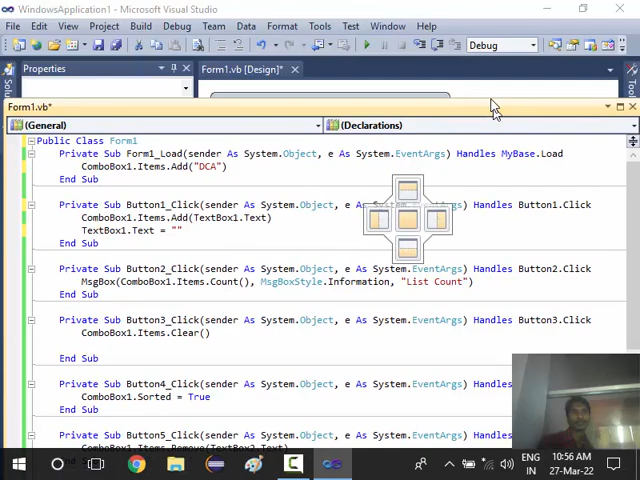 WindowsApplication1 - Microsoft Visual Studio
File Edit View Project Build Debug Team Data Format Tools Test Window Help
Debug
Properties
Form1.vb [Design]*
Form1.vb*
(General) (Declarations)
Public Class Form1
Private Sub Form1_Load(sender As System.Object, e As System.EventArgs) Handles MyBase.Load
ComboBox1.Items.Add("DCA")
End Sub
Private Sub Button1_Click(sender As System.Object, e As System.EventArgs) Handles Button1.Click
ComboBox1.Items.Add(TextBox1.Text)
TextBox1.Text = ""
End Sub
Private Sub Button2_Click(sender As System.Object, e As System.EventArgs) Handles Button2.Click
MsgBox(ComboBox1.Items.Count(), MsgBoxStyle.Information, "List Count")
End Sub
Private Sub Button3_Click(sender As System.Object, e As System.EventArgs) Handles Button3.Click
ComboBox1.Items.Clear()
End Sub
Private Sub Button4_Click(sender As System.Object, e As System.EventArgs)
ComboBox1.Sorted = True
End Sub
Private Sub Button5_Click(sender As System.Object, e As System.EventArgs)
ComboBox1.Items.Remove(TextBox2.Text)
ENG
IN
10:56 AM
27-Mar-22